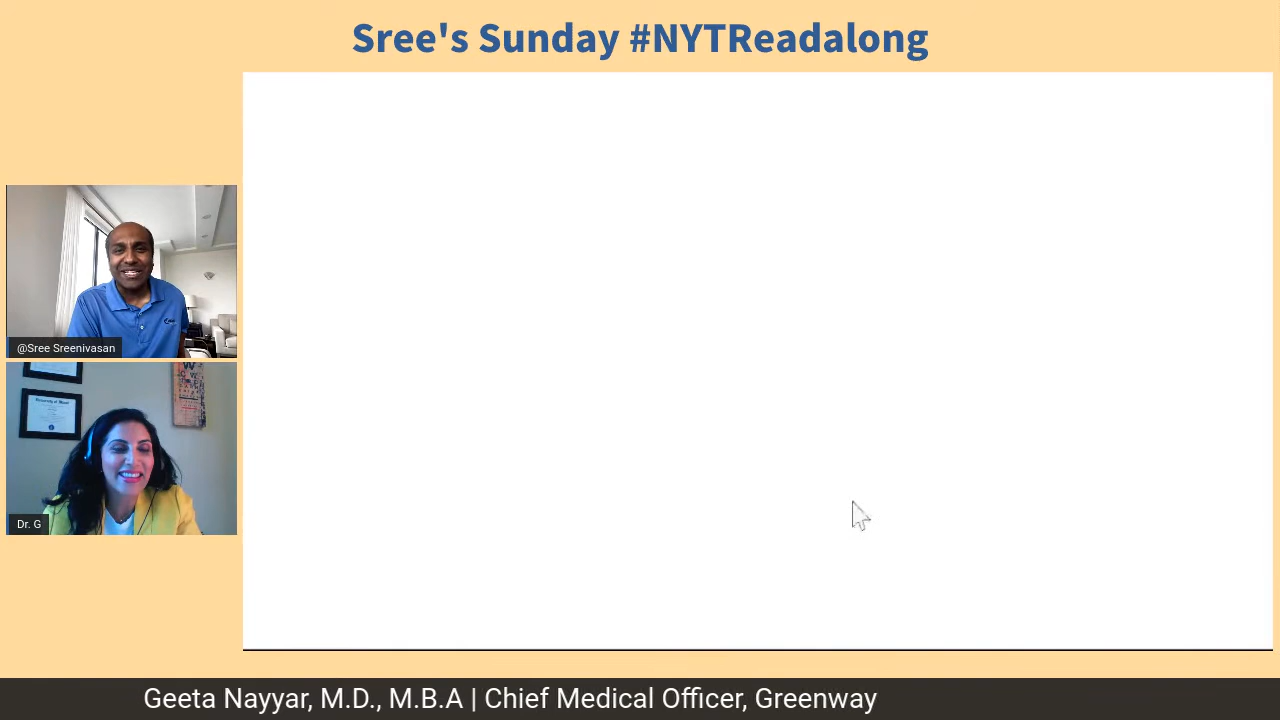 Sree's Sunday #NYTReadalong
@Sree Sreenivasan
Dr. G
Geeta Nayyar, M.D., M.B.A | Chief Medical Officer, Greenway